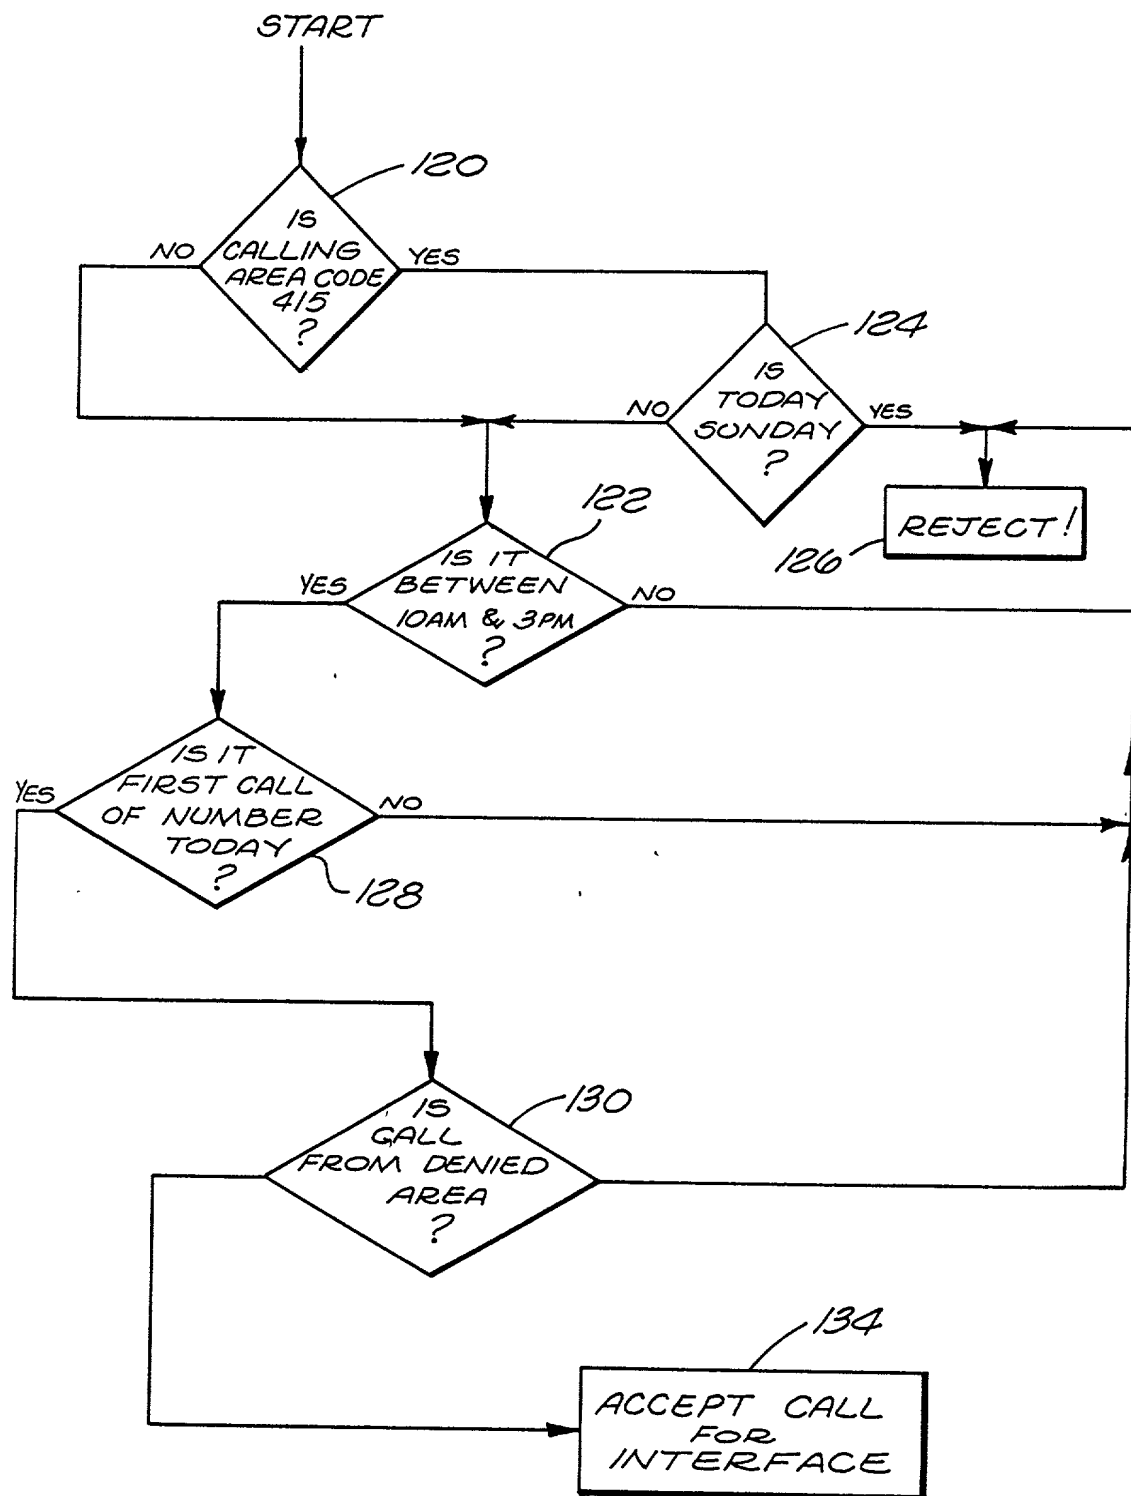 START
120
IS
CALLING
AREA CODE
415
?
NO
YES
124
IS
TODAY
SUNDAY
?
NO
YES
REJECT!
126
122
IS IT
BETWEEN
10AM & 3PM
?
YES
NO
IS IT
FIRST CALL
OF NUMBER
TODAY
?
YES
NO
128
130
IS
CALL
FROM DENIED
AREA
?
134
ACCEPT CALL
FOR
INTERFACE